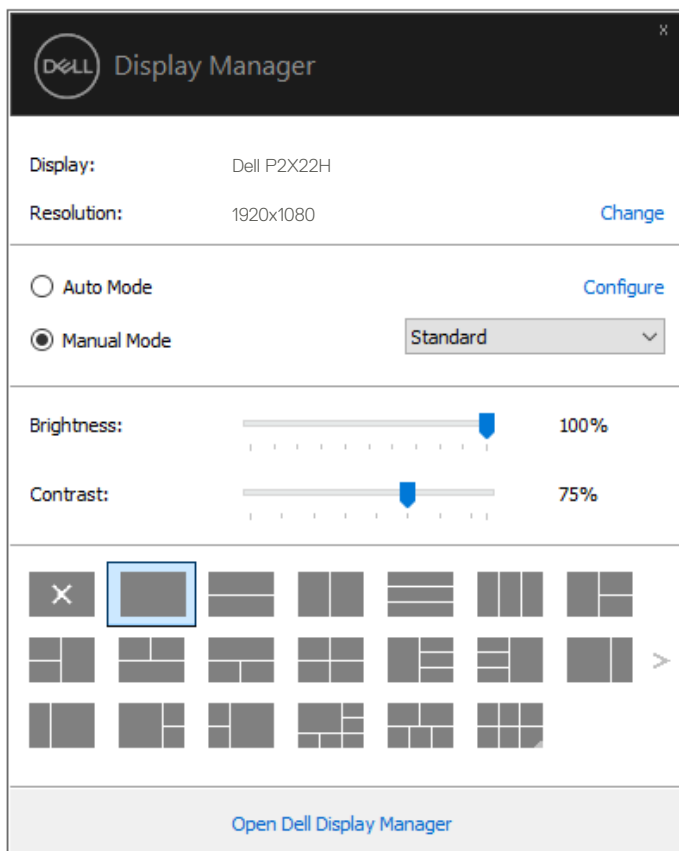 x
DELL Display Manager
Display: Dell P2X22H
Resolution: 1920x1080 Change
Auto Mode Configure
Manual Mode Standard
Brightness: 100%
Contrast: 75%
Open Dell Display Manager